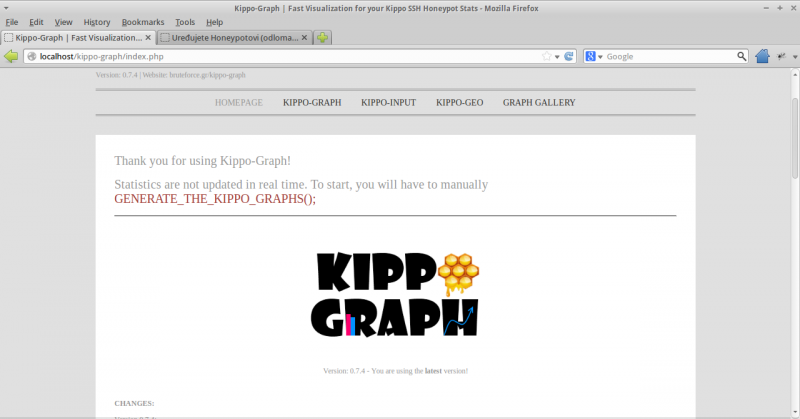 Kippo-Graph | Fast Visualization for your Kippo SSH Honeypot Stats - Mozilla Firefox
File Edit View History Bookmarks Tools Help
Kippo-Graph | Fast Visualization... Uređujete Honeypotovi (odloma...
localhost/kippo-graph/index.php Google
Version: 0.7.4 | Website: bruteforce.gr/kippo-graph
HOMEPAGE KIPPO-GRAPH KIPPO-INPUT KIPPO-GEO GRAPH GALLERY
Thank you for using Kippo-Graph!
Statistics are not updated in real time. To start, you will have to manually
GENERATE_THE_KIPPO_GRAPHS();
KIPPO
GRAPH
Version: 0.7.4 - You are using the latest version!
CHANGES: